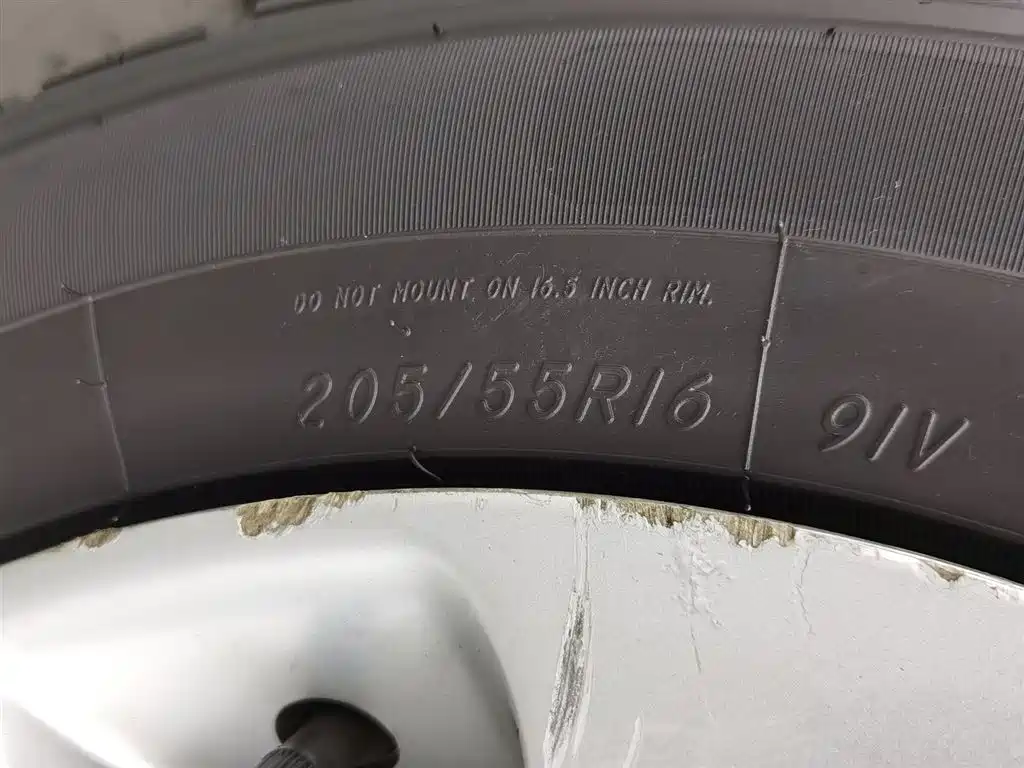 DO NOT MOUNT ON 16.5 INCH RIM.
205/55R16 91V